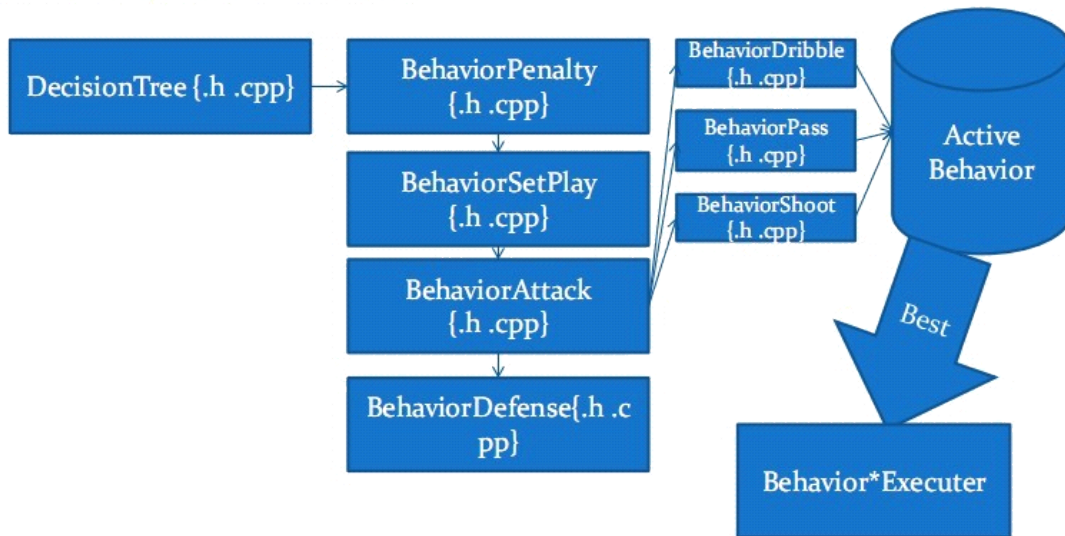 DecisionTree {.h .cpp}
BehaviorPenalty
{.h .cpp}
BehaviorSetPlay
{.h .cpp}
BehaviorAttack
{.h .cpp}
BehaviorDefense{.h .c
pp}
BehaviorDribble
{.h .cpp}
BehaviorPass
{.h .cpp}
BehaviorShoot
{.h .cpp}
Active
Behavior
Best
Behavior*Executer